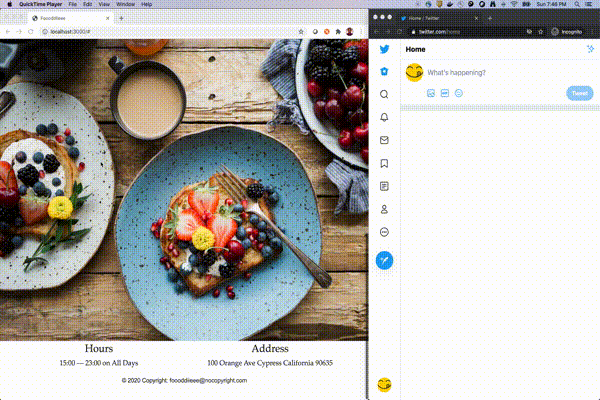 QuickTime Player File Edit View Window Help
Sun 7:46 PM
Foooddieee
localhost:3000/#
Home / Twitter
twitter.com/home
Incognito
Home
What's happening?
GIF
Tweet
Hours
Address
15:00 — 23:00 on All Days
100 Orange Ave Cypress California 90635
© 2020 Copyright: foooddieee@nocopyright.com